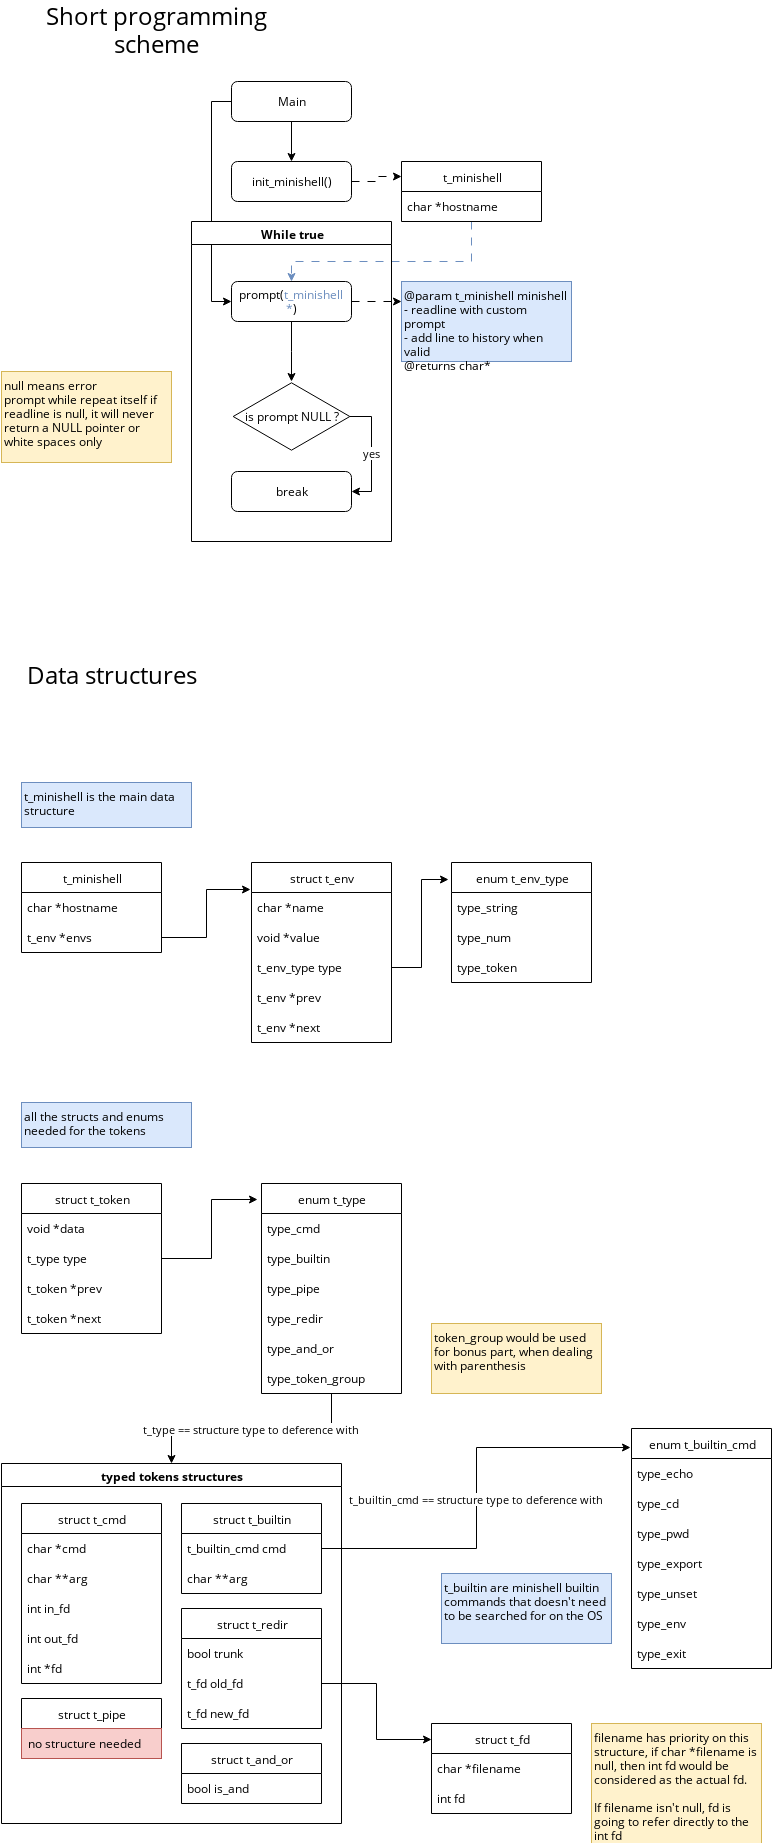 Short programming
scheme
Main
init_minishell()
t_minishell
char *hostname
While true
prompt(t_minishell
*)
@param t_minishell minishell
- readline with custom
prompt
- add line to history when
valid
@returns char*
null means error
prompt while repeat itself if
readline is null, it will never
return a NULL pointer or
white spaces only
is prompt NULL ?
yes
break
Data structures
t_minishell is the main data
structure
t_minishell
char *hostname
t_env *envs
struct t_env
char *name
void *value
t_env_type type
t_env *prev
t_env *next
enum t_env_type
type_string
type_num
type_token
all the structs and enums
needed for the tokens
struct t_token
void *data
t_type type
t_token *prev
t_token *next
enum t_type
type_cmd
type_builtin
type_pipe
type_redir
type_and_or
type_token_group
token_group would be used
for bonus part, when dealing
with parenthesis
t_type == structure type to deference with
typed tokens structures
struct t_cmd
char *cmd
char **arg
int in_fd
int out_fd
int *fd
struct t_pipe
no structure needed
struct t_builtin
t_builtin_cmd cmd
char **arg
struct t_redir
bool trunk
t_fd old_fd
t_fd new_fd
struct t_and_or
bool is_and
t_builtin_cmd == structure type to deference with
enum t_builtin_cmd
type_echo
type_cd
type_pwd
type_export
type_unset
type_env
type_exit
t_builtin are minishell builtin
commands that doesn't need
to be searched for on the OS
struct t_fd
char *filename
int fd
filename has priority on this
structure, if char *filename is
null, then int fd would be
considered as the actual fd.
If filename isn't null, fd is
going to refer directly to the
int fd